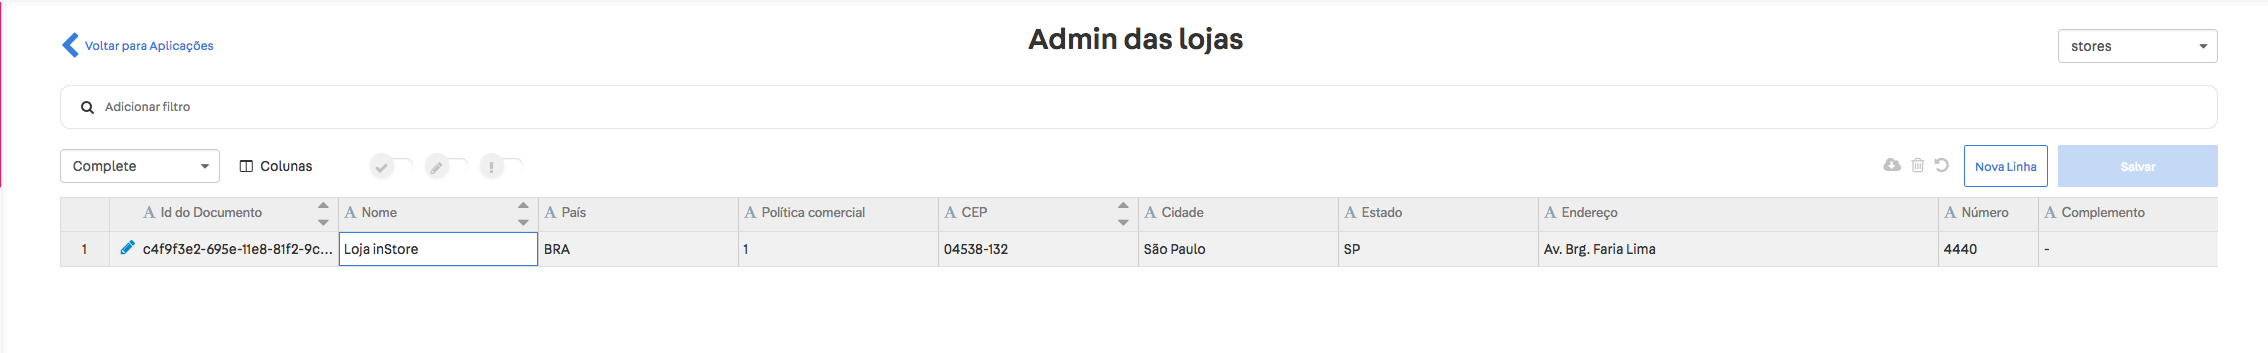 Admin das lojas
Voltar para Aplicações
stores
Adicionar filtro
Complete Colunas Nova Linha Salvar
Id do Documento Nome País Política comercial CEP Cidade Estado Endereço Número Complemento
1 c4f9f3e2-695e-11e8-81f2-9c... Loja inStore BRA 1 04538-132 São Paulo SP Av. Brg. Faria Lima 4440 -